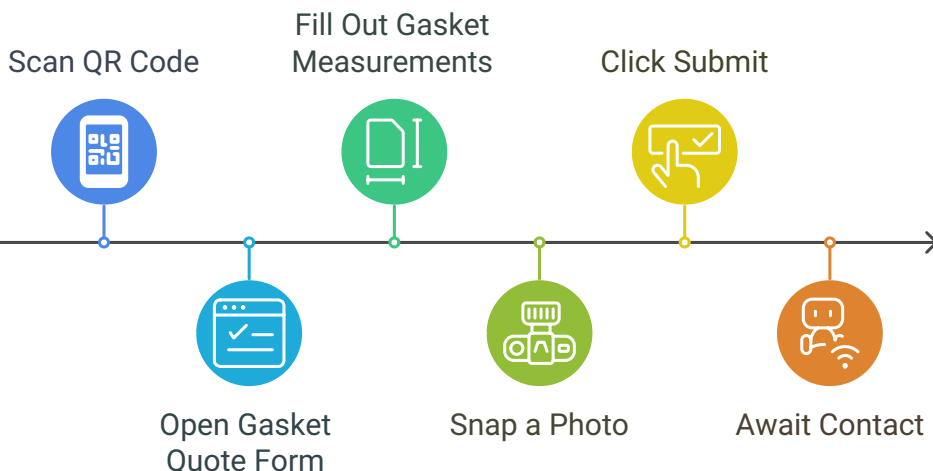 Scan QR Code
Open Gasket
Quote Form
Fill Out Gasket
Measurements
Snap a Photo
Click Submit
Await Contact